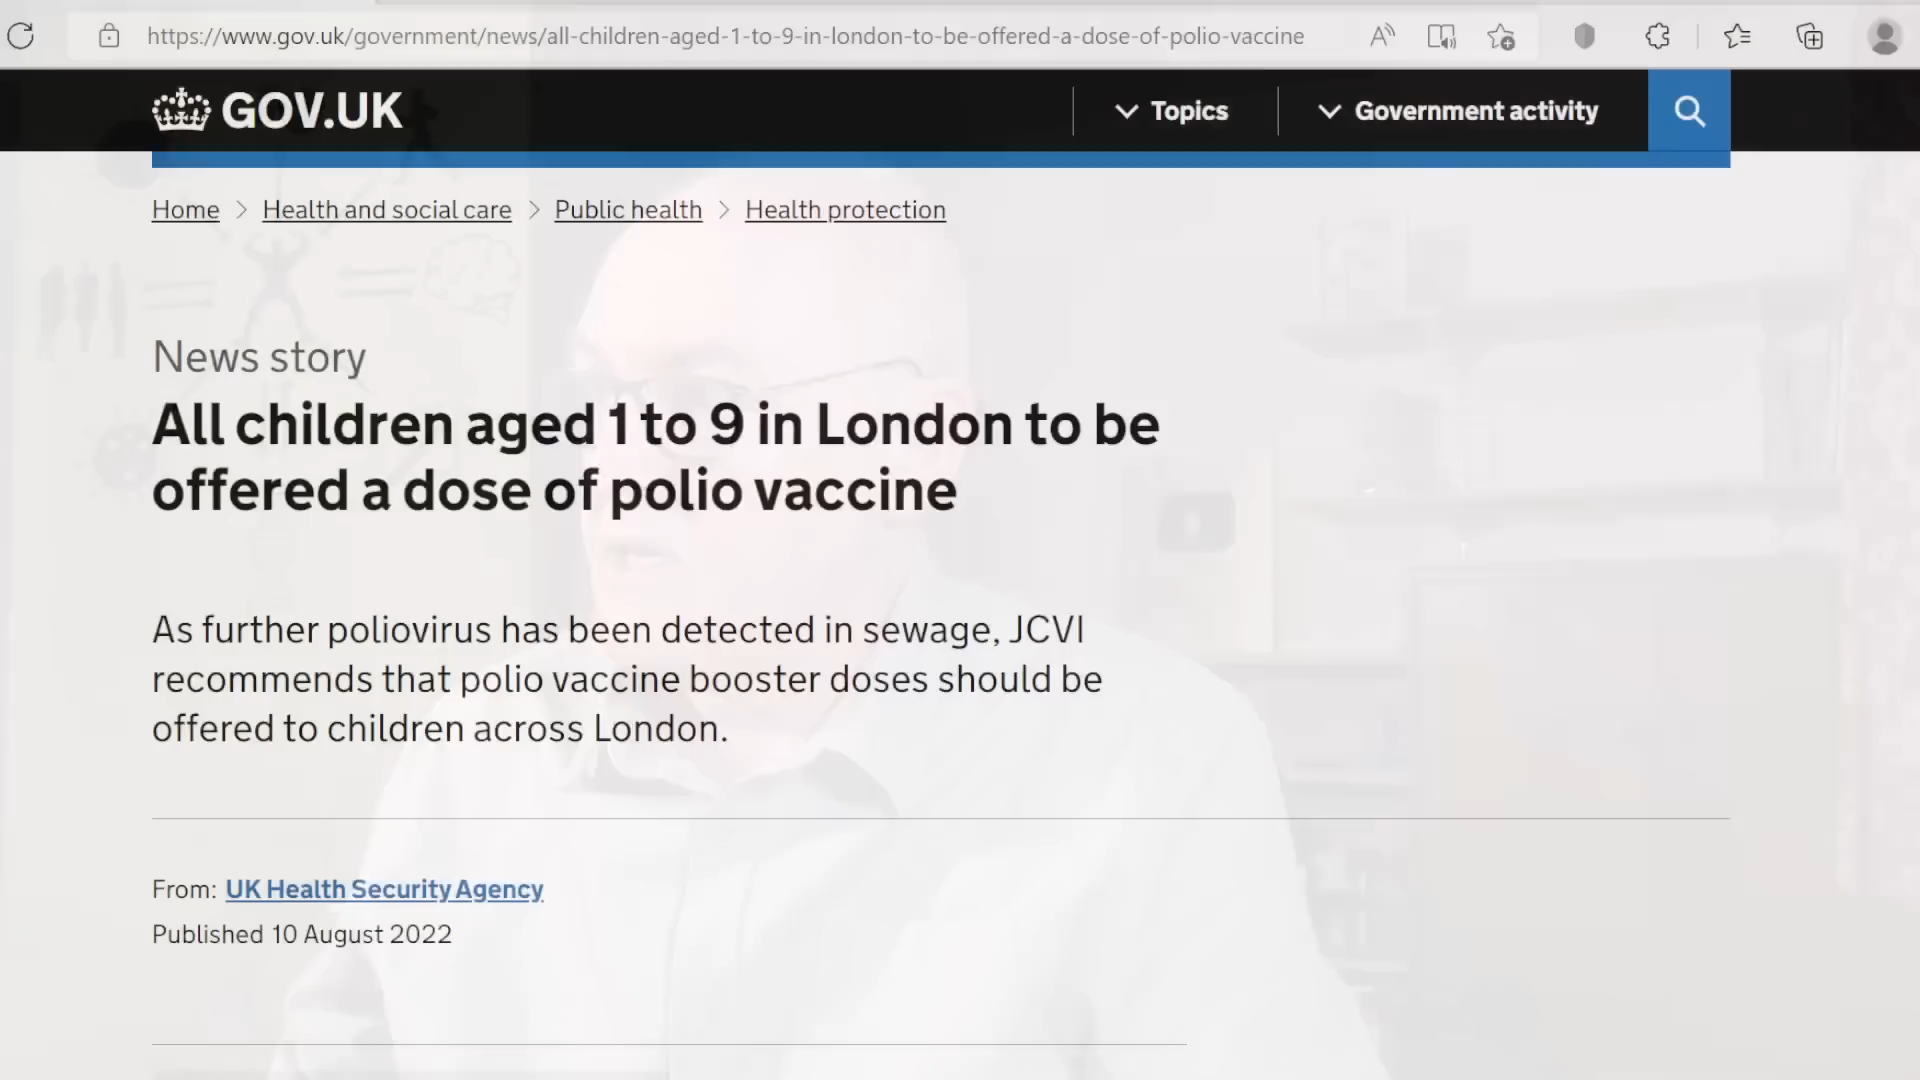 https://www.gov.uk/government/news/all-children-aged-1-to-9-in-london-to-be-offered-a-dose-of-polio-vaccine
GOV.UK
Topics
Government activity
Home > Health and social care > Public health > Health protection
News story
All children aged 1 to 9 in London to be
offered a dose of polio vaccine
As further poliovirus has been detected in sewage, JCVI
recommends that polio vaccine booster doses should be
offered to children across London.
From: UK Health Security Agency
Published 10 August 2022